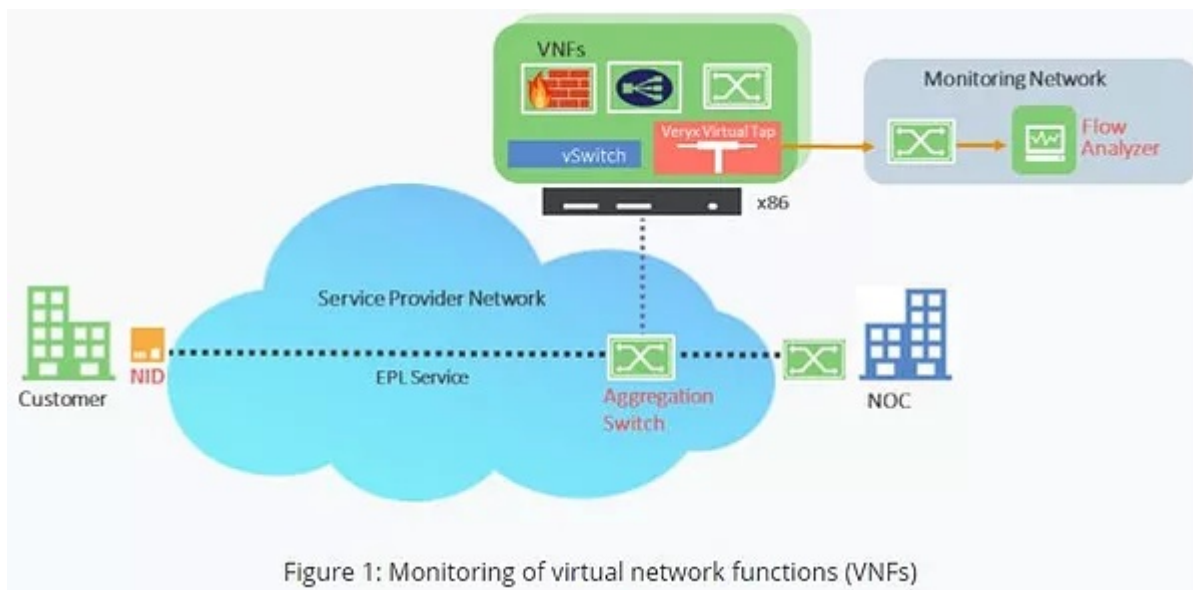 VNFs
vSwitch
Veryx Virtual Tap
x86
Monitoring Network
Flow
Analyzer
Service Provider Network
Customer
NID
EPL Service
Aggregation
Switch
NOC
Figure 1: Monitoring of virtual network functions (VNFs)